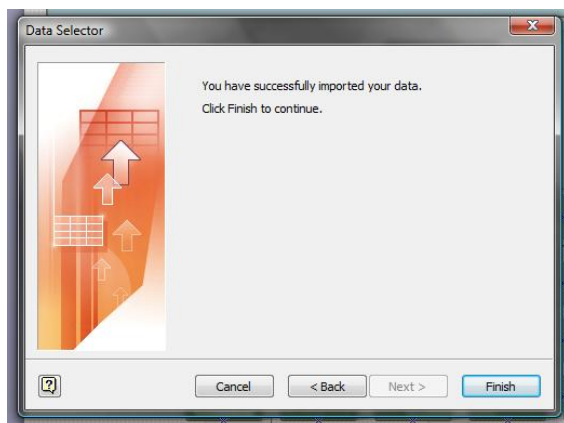 Data Selector
You have successfully imported your data.
Click Finish to continue.
Cancel
< Back
Next >
Finish